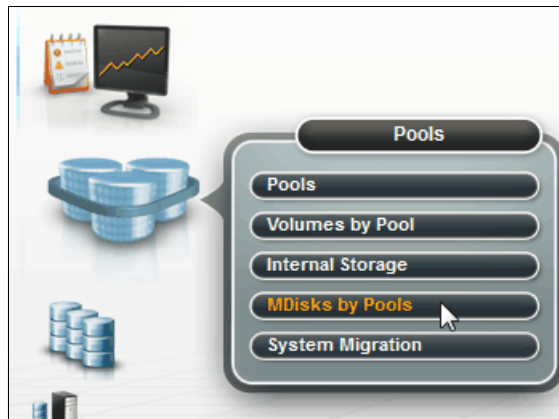 Pools
Pools
Volumes by Pool
Internal Storage
MDisks by Pools
System Migration